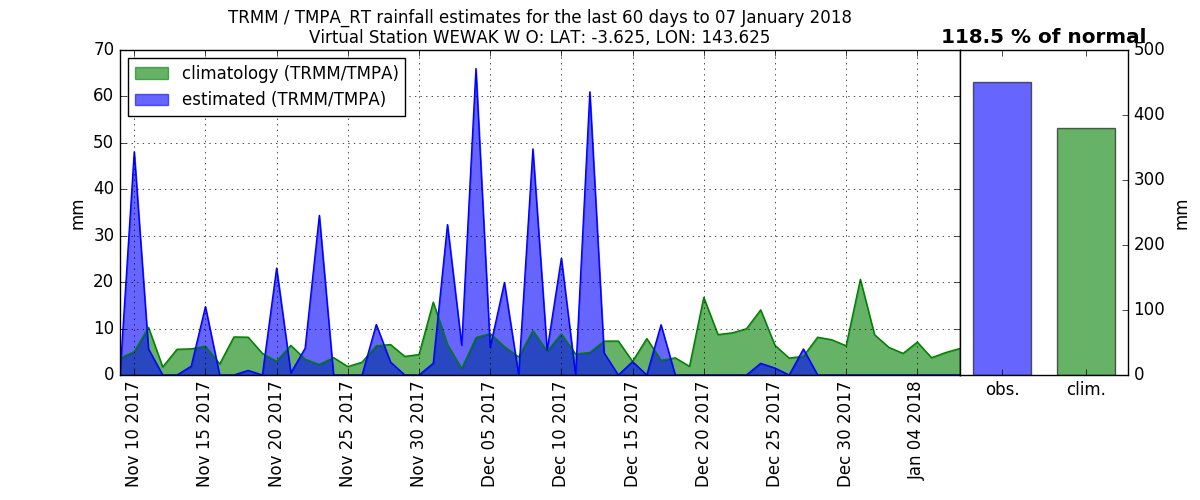 TRMM / TMPA_RT rainfall estimates for the last 60 days to 07 January 2018
Virtual Station WEWAK W O: LAT: -3.625, LON: 143.625
118.5 % of normal
climatology (TRMM/TMPA)
estimated (TRMM/TMPA)
70
60
50
40
30
20
10
0
mm
Nov 10 2017
Nov 15 2017
Nov 20 2017
Nov 25 2017
Nov 30 2017
Dec 05 2017
Dec 10 2017
Dec 15 2017
Dec 20 2017
Dec 25 2017
Dec 30 2017
Jan 04 2018
obs.
clim.
500
400
300
200
100
0
mm